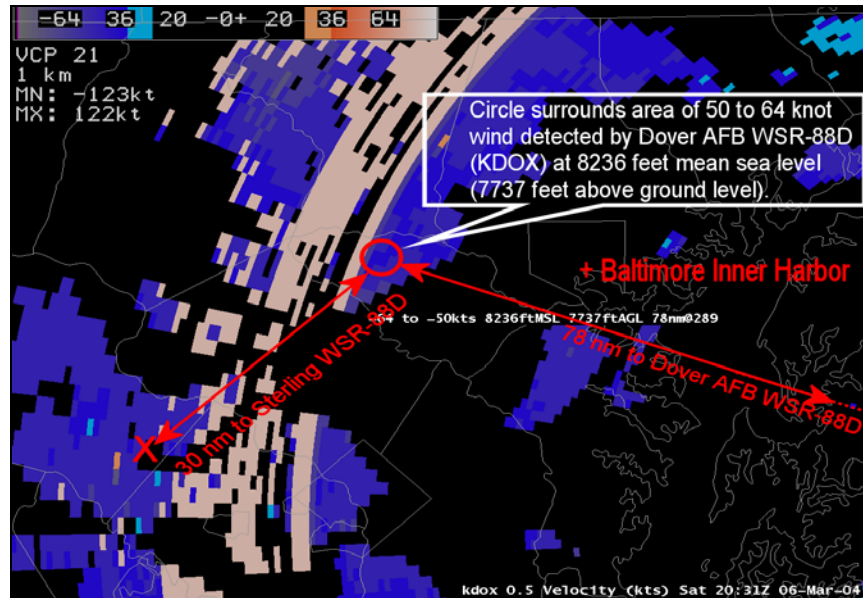 -64 36 20 -0+ 20 36 64
VCP 21
1 km
MN: -123kt
MX: 122kt
Circle surrounds area of 50 to 64 knot
wind detected by Dover AFB WSR-88D
(KDOX) at 8236 feet mean sea level
(7737 feet above ground level).
+ Baltimore Inner Harbor
64 to -50kts 8236ftMSL 7737ftAGL 78nm@289
78 nm to Dover AFB WSR-88D
30 nm to Sterling WSR-88D
X
kdox 0.5 Velocity (kts) Sat 20:31Z 06-Mar-04